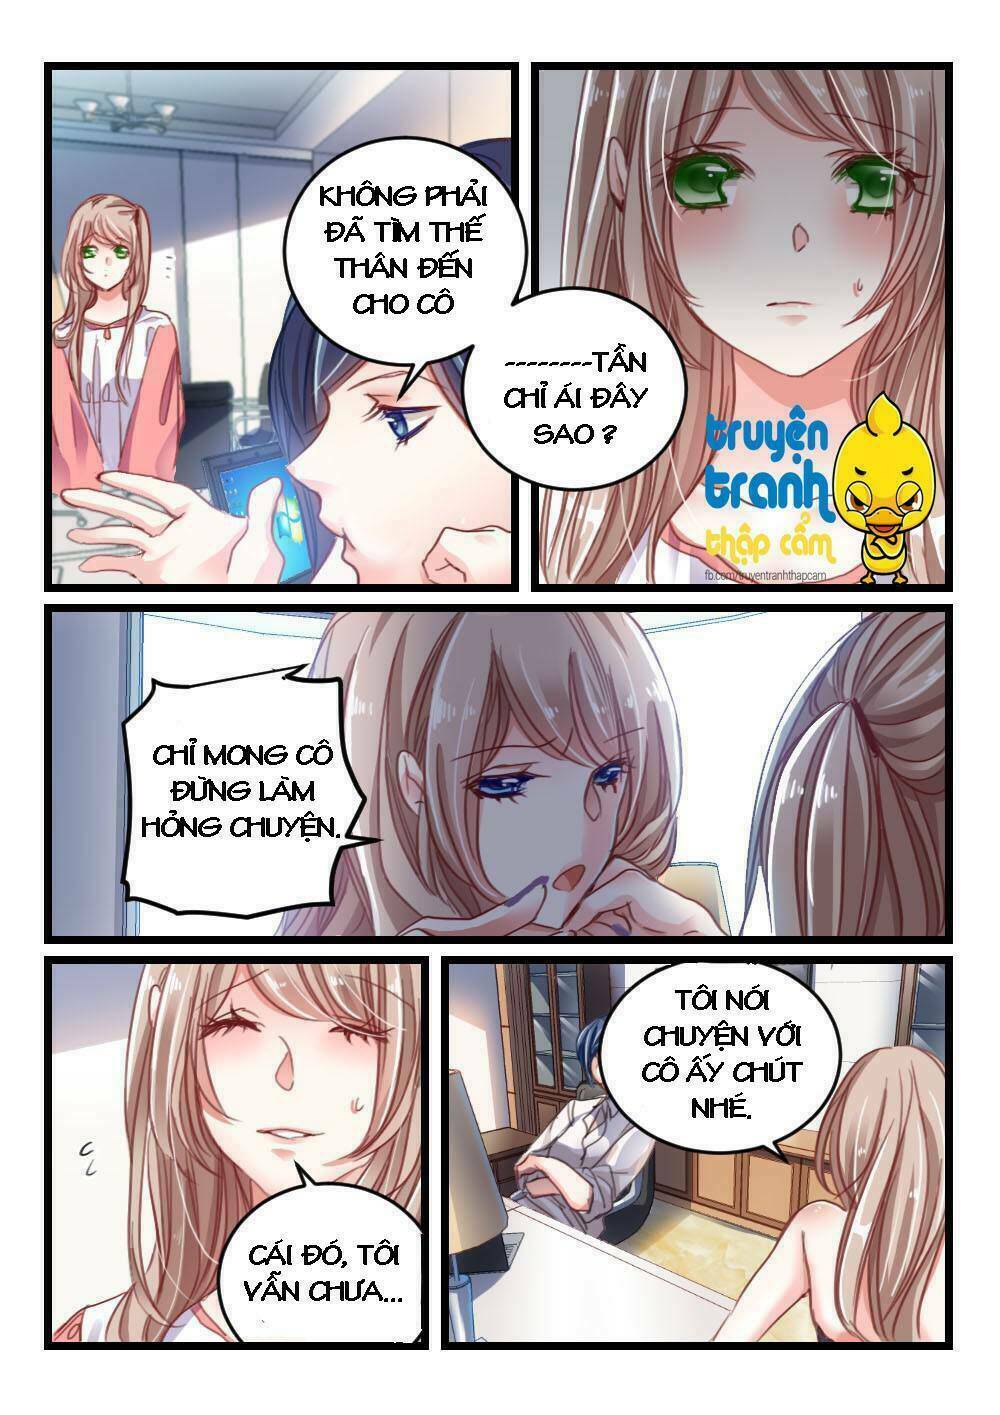 KHÔNG PHẢI
ĐÃ TÌM THẾ
THÂN ĐẾN
CHO CÔ
--------TẦN
CHỈ ÁI ĐÂY
SAO ?
truyện
tranh
thập cẩm
fb.com/truyentranhthapcam
CHỈ MONG CÔ
ĐỪNG LÀM
HỎNG CHUYỆN.
CÁI ĐÓ, TÔI
VẪN CHƯA...
TÔI NÓI
CHUYỆN VỚI
CÔ ẤY CHÚT
NHÉ.